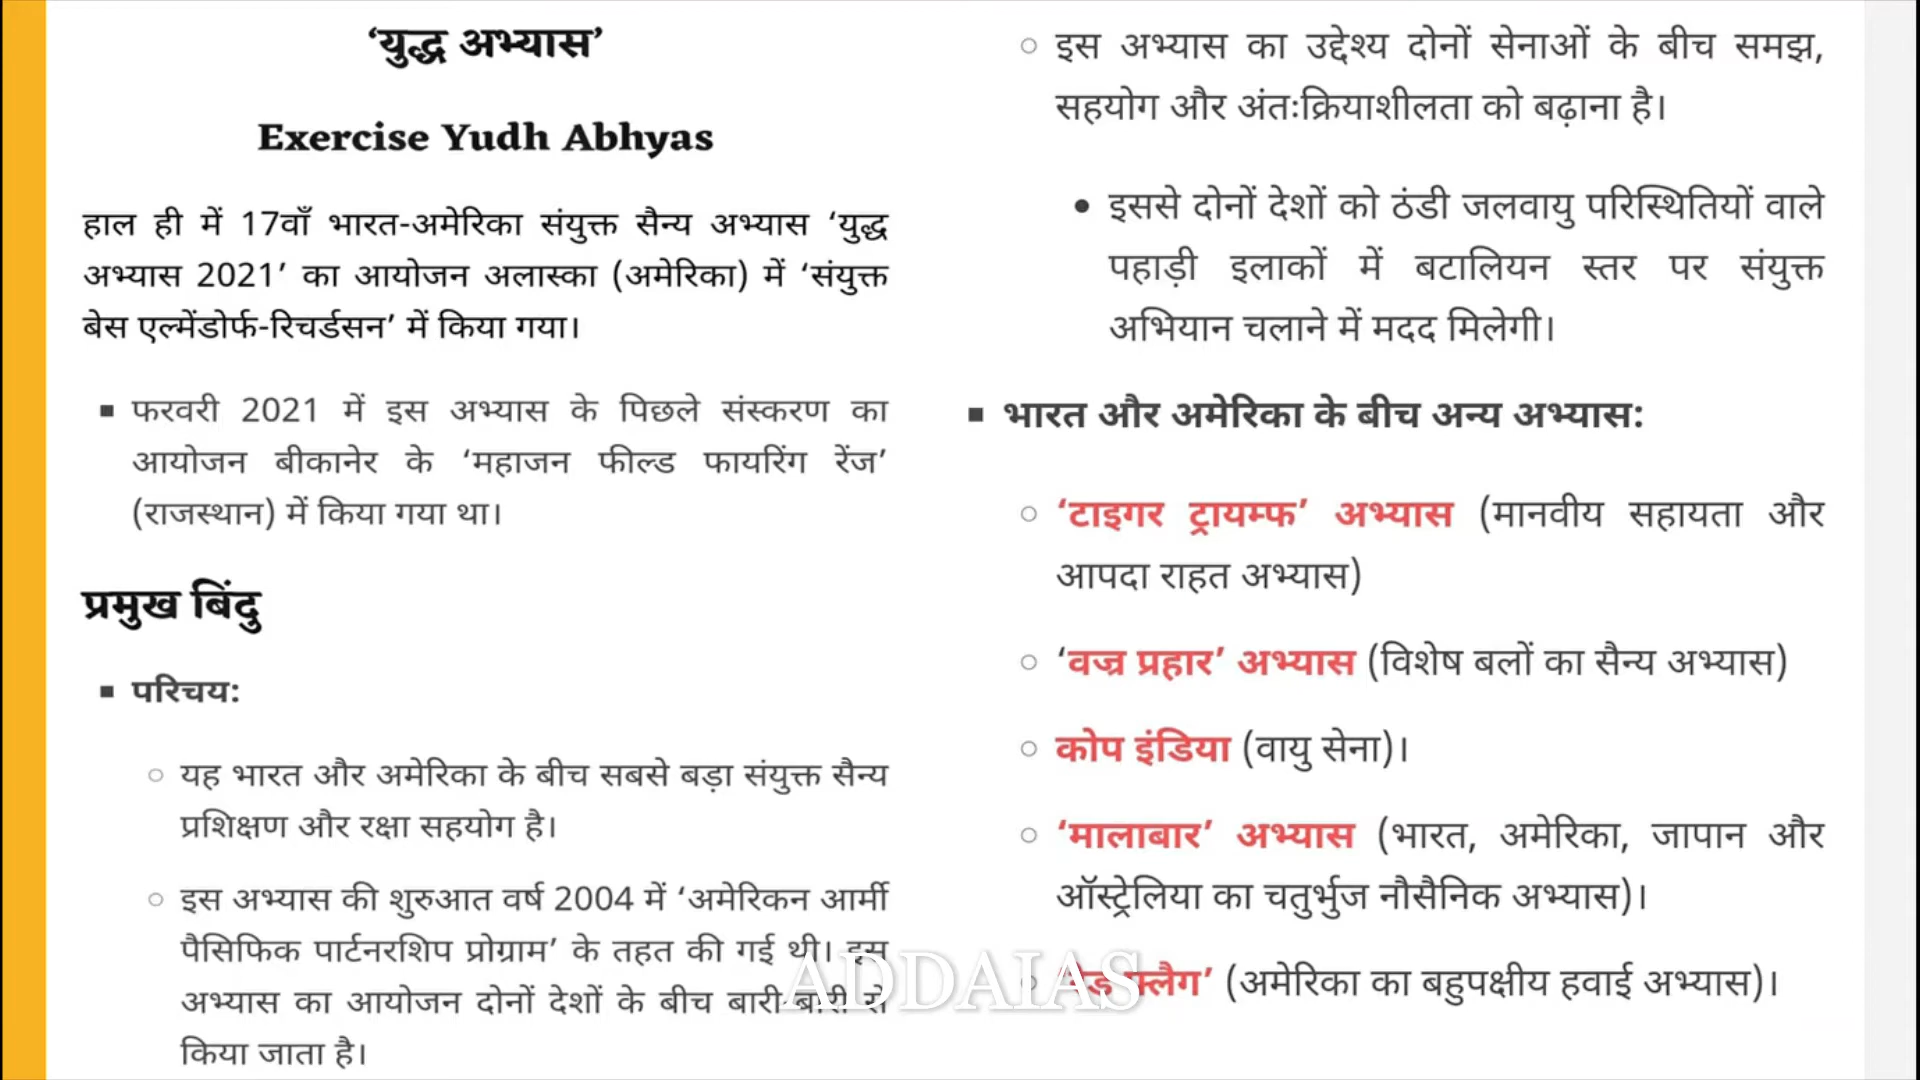 ‘युद्ध अभ्यास’
Exercise Yudh Abhyas
हाल ही में 17वाँ भारत-अमेरिका संयुक्त सैन्य अभ्यास ‘युद्ध
अभ्यास 2021’ का आयोजन अलास्का (अमेरिका) में ‘संयुक्त
बेस एल्मेंडोर्फ-रिचर्डसन’ में किया गया।
फरवरी 2021 में इस अभ्यास के पिछले संस्करण का
आयोजन बीकानेर के ‘महाजन फील्ड फायरिंग रेंज’
(राजस्थान) में किया गया था।
प्रमुख बिंदु
परिचय:
यह भारत और अमेरिका के बीच सबसे बड़ा संयुक्त सैन्य
प्रशिक्षण और रक्षा सहयोग है।
इस अभ्यास की शुरुआत वर्ष 2004 में ‘अमेरिकन आर्मी
पैसिफिक पार्टनरशिप प्रोग्राम’ के तहत की गई थी। इस
अभ्यास का आयोजन दोनों देशों के बीच बारी-बारी से
किया जाता है।
इस अभ्यास का उद्देश्य दोनों सेनाओं के बीच समझ,
सहयोग और अंतःक्रियाशीलता को बढ़ाना है।
इससे दोनों देशों को ठंडी जलवायु परिस्थितियों वाले
पहाड़ी इलाकों में बटालियन स्तर पर संयुक्त
अभियान चलाने में मदद मिलेगी।
भारत और अमेरिका के बीच अन्य अभ्यास:
‘टाइगर ट्रायम्फ’ अभ्यास (मानवीय सहायता और
आपदा राहत अभ्यास)
‘वज्र प्रहार’ अभ्यास (विशेष बलों का सैन्य अभ्यास)
कोप इंडिया (वायु सेना)।
‘मालाबार’ अभ्यास (भारत, अमेरिका, जापान और
ऑस्ट्रेलिया का चतुर्भुज नौसैनिक अभ्यास)।
फ्लैग’ (अमेरिका का बहुपक्षीय हवाई अभ्यास)।
ADDAIAS